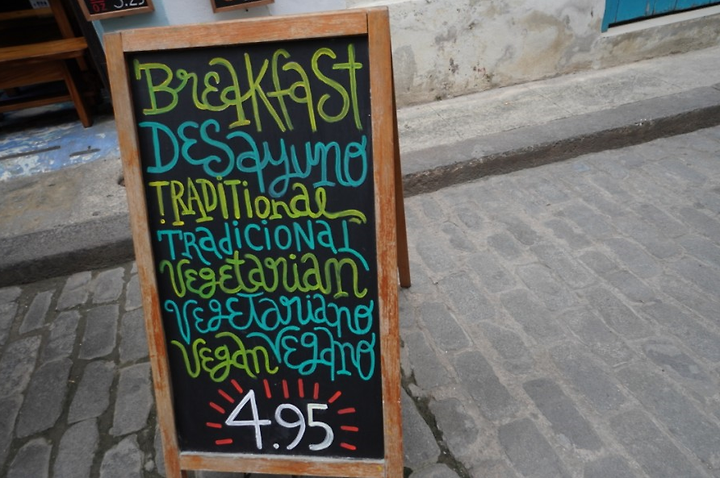 Breakfast
Desayuno
Traditional
Tradicional
Vegetarian
Vegetariano
Vegan Vegano
4.95